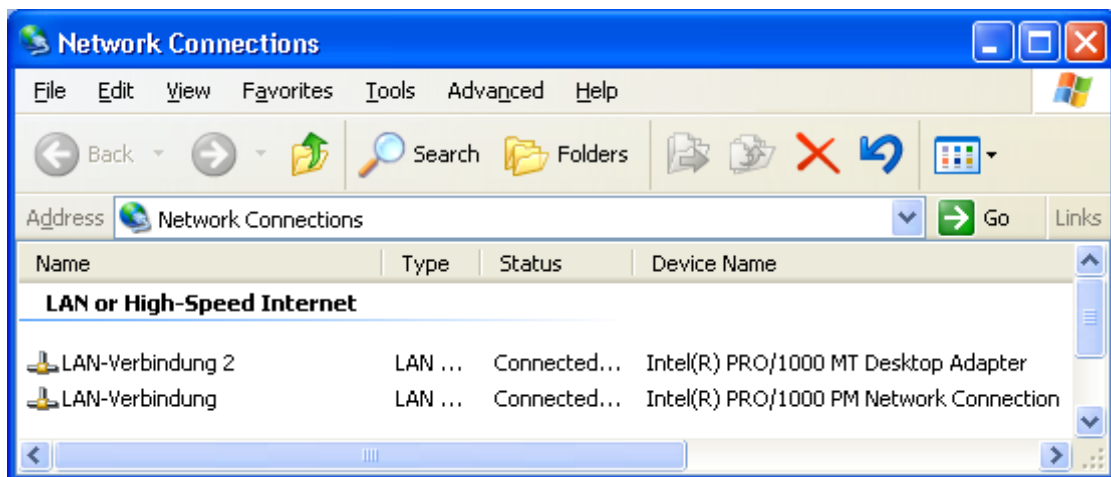 Network Connections
File Edit View Favorites Tools Advanced Help
Back Search Folders
Address Network Connections Go Links
Name Type Status Device Name
LAN or High-Speed Internet
LAN-Verbindung 2 LAN ... Connected... Intel(R) PRO/1000 MT Desktop Adapter
LAN-Verbindung LAN ... Connected... Intel(R) PRO/1000 PM Network Connection